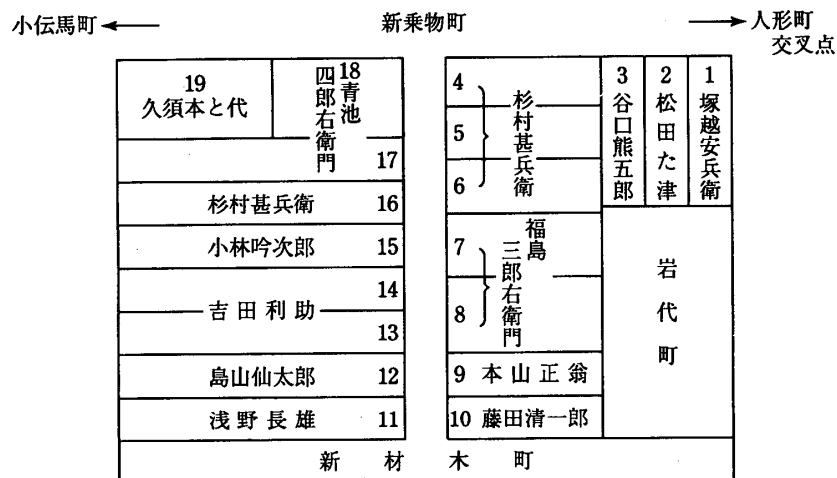 小伝馬町
新乗物町
人形町
交叉点
19
久須本と代
18青池
四郎右衛門
17
杉村甚兵衛 16
小林吟次郎 15
14
吉田利助
13
島山仙太郎 12
浅野長雄 11
4
5
6
杉村甚兵衛
7
8
福島
三郎右衛門
9 本山正翁
10 藤田清一郎
3 谷口熊五郎
2 松田た津
1 塚越安兵衛
岩代町
新材木町